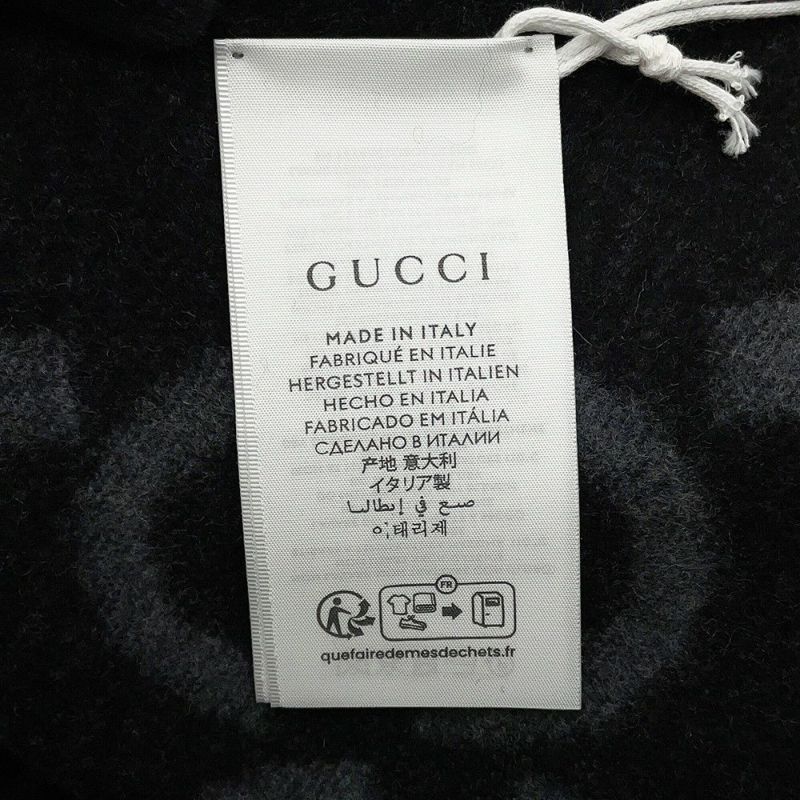 GUCCI
MADE IN ITALY
FABRIQUÉ EN ITALIE
HERGESTELLT IN ITALIEN
HECHO EN ITALIA
FABRICADO EM ITÁLIA
СДЕЛАНО В ИТАЛИИ
产地 意大利
イタリア製
صنع في إيطاليا
이태리제
FR
quefairedemesdechets.fr